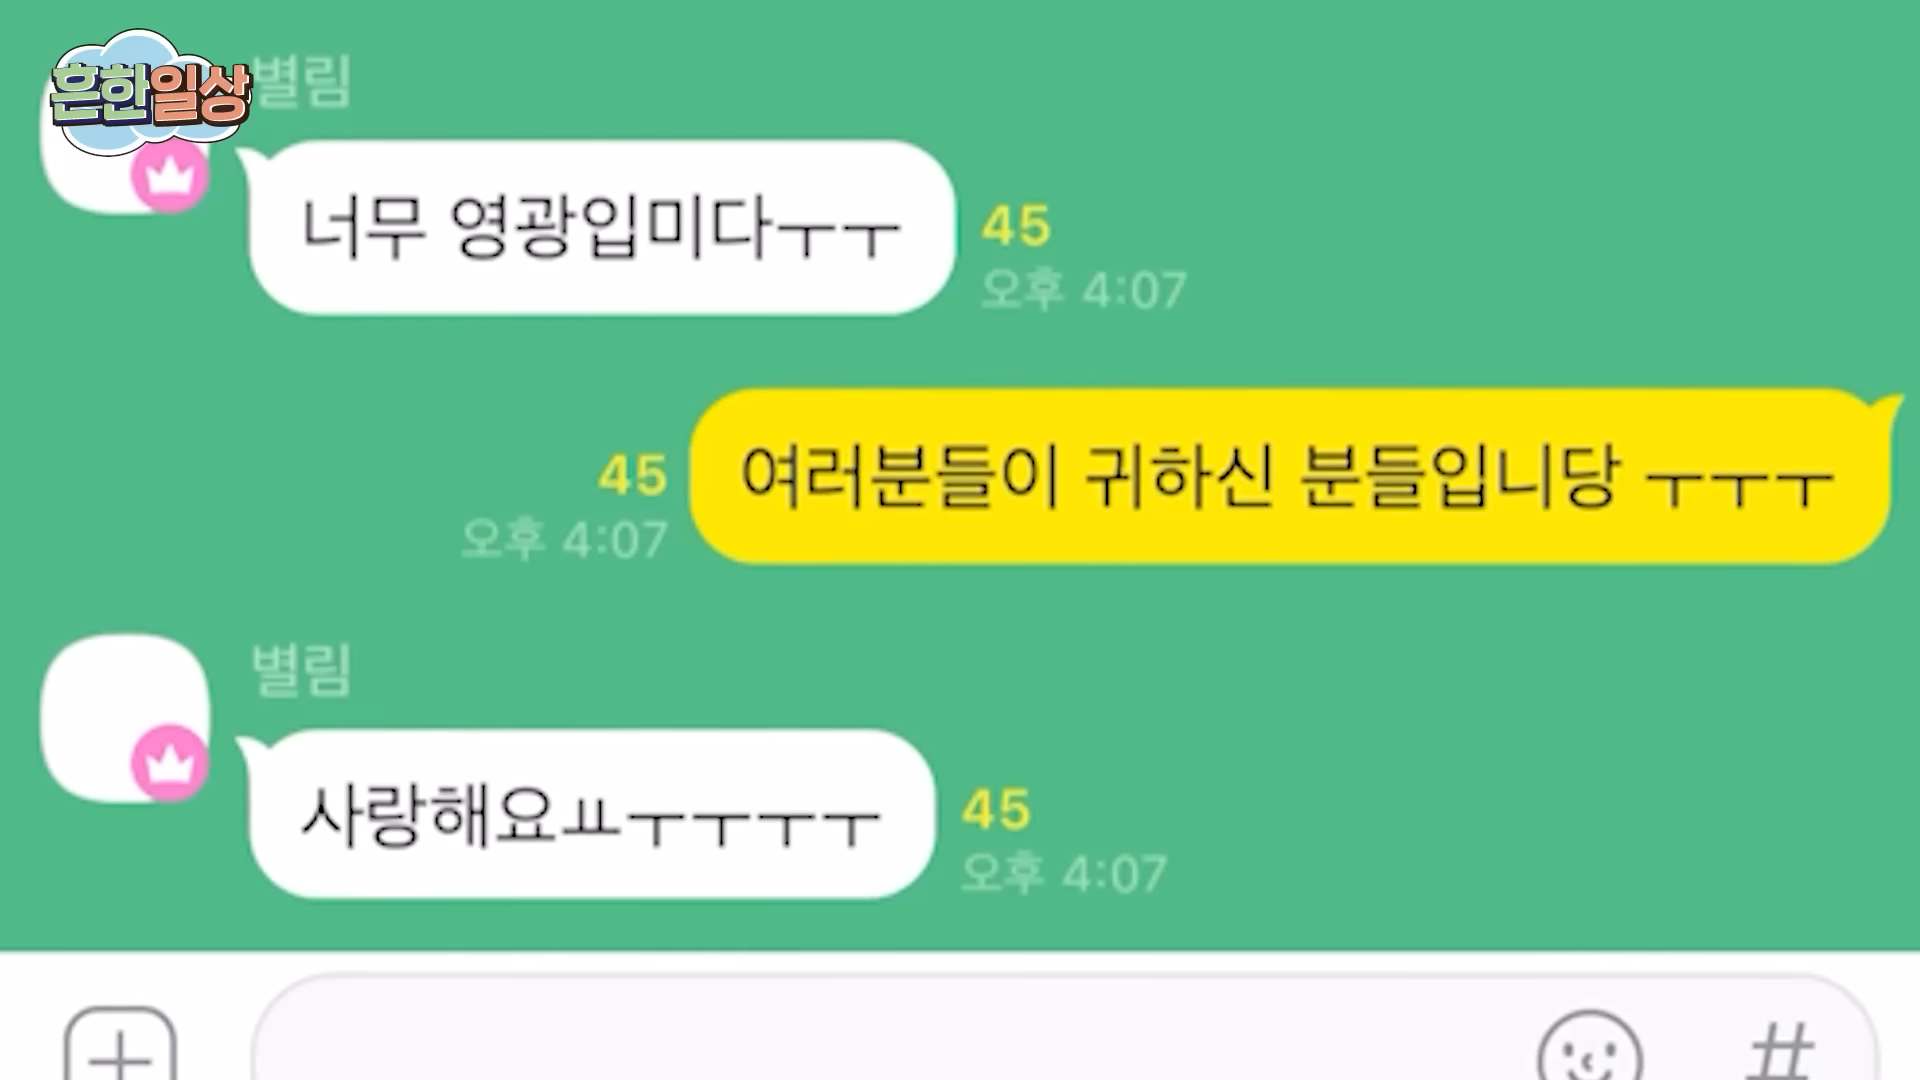 흔한일상
별림
너무 영광입미다ㅜㅜ
45
오후 4:07
여러분들이 귀하신 분들입니당 ㅜㅜㅜ
45
오후 4:07
별림
사랑해요ㅛㅜㅜㅜㅜ
45
오후 4:07
#